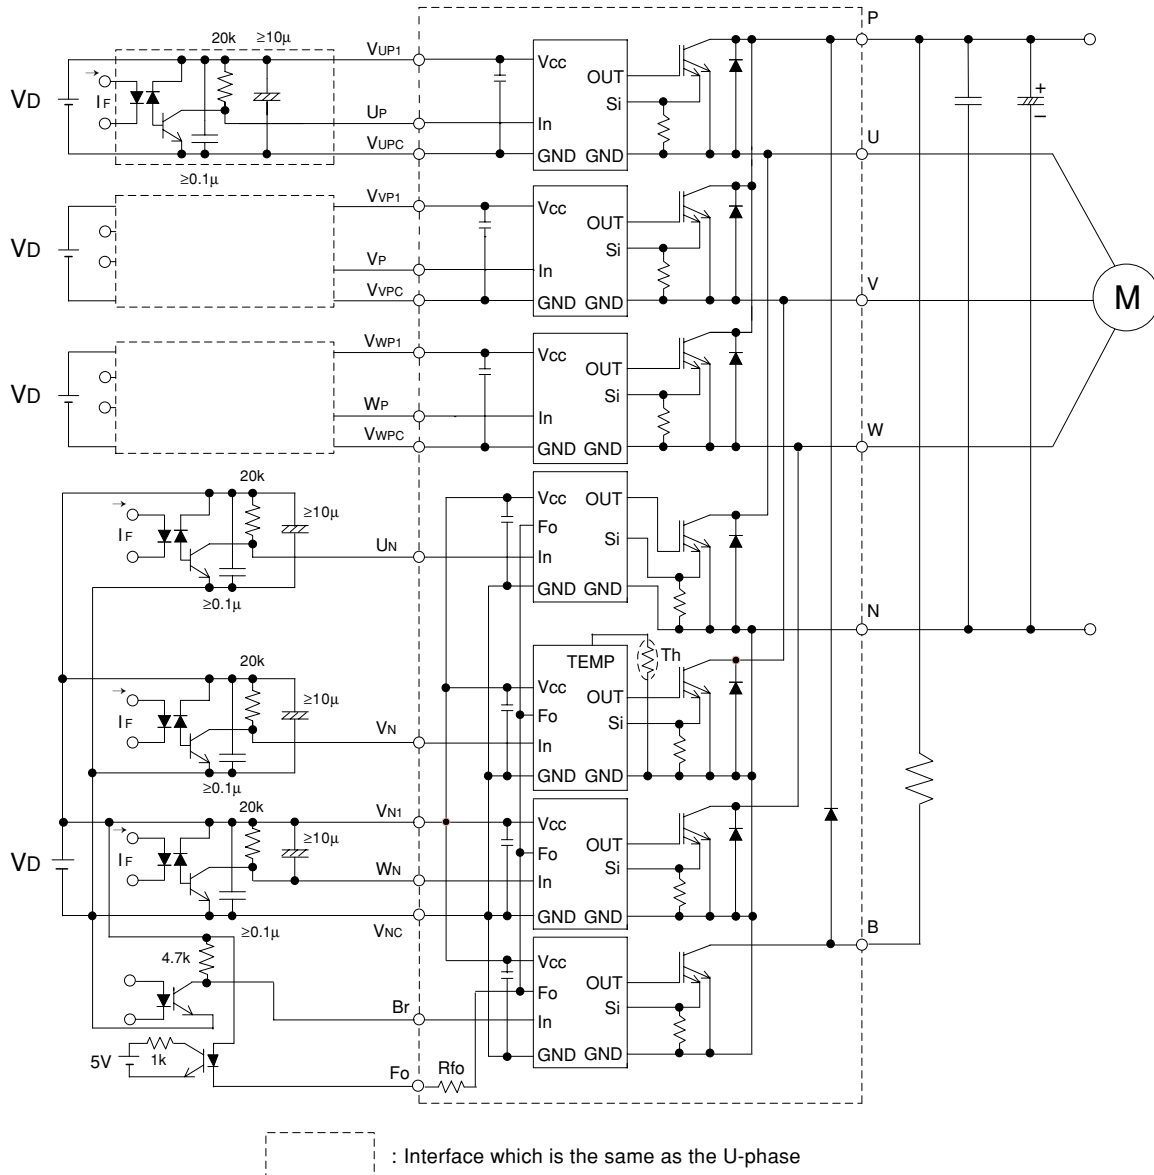 P
20k
≥10μ
VUP1
Vcc
OUT
Si
VD
IF
+
–
UP
In
VUPC
GND GND
U
≥0.1μ
VVP1
Vcc
OUT
Si
VD
VP
In
VVPC
GND GND
V
M
VWP1
Vcc
OUT
Si
VD
WP
In
VWPC
GND GND
W
20k
≥10μ
IF
Vcc
OUT
Fo
Si
UN
In
GND GND
≥0.1μ
N
20k
≥10μ
IF
TEMP
Th
Vcc
OUT
Fo
Si
VN
In
GND GND
≥0.1μ
20k
≥10μ
VN1
Vcc
OUT
VD
IF
Fo
Si
WN
In
GND GND
VNC
≥0.1μ
B
4.7k
Vcc
OUT
Fo
Si
Br
In
GND GND
5V
1k
Fo
Rfo
: Interface which is the same as the U-phase